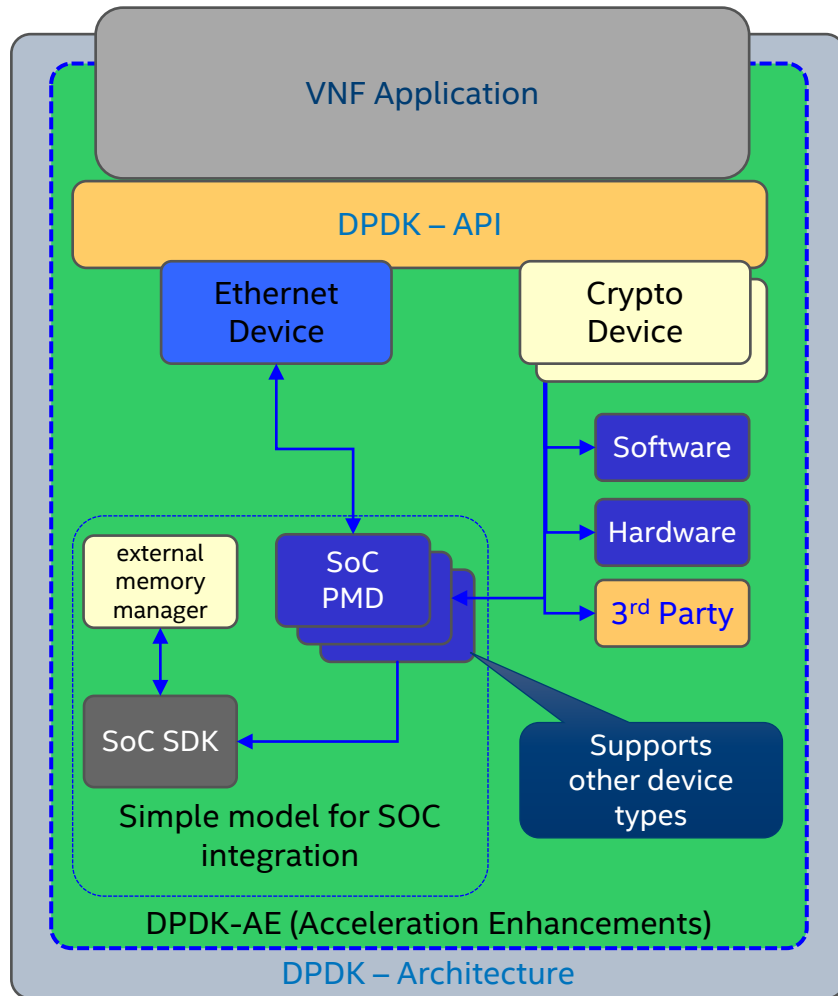 VNF Application
DPDK – API
Ethernet
Device
Crypto
Device
Software
Hardware
3rd Party
external
memory
manager
SoC
PMD
SoC SDK
Supports
other device
types
Simple model for SOC
integration
DPDK-AE (Acceleration Enhancements)
DPDK – Architecture